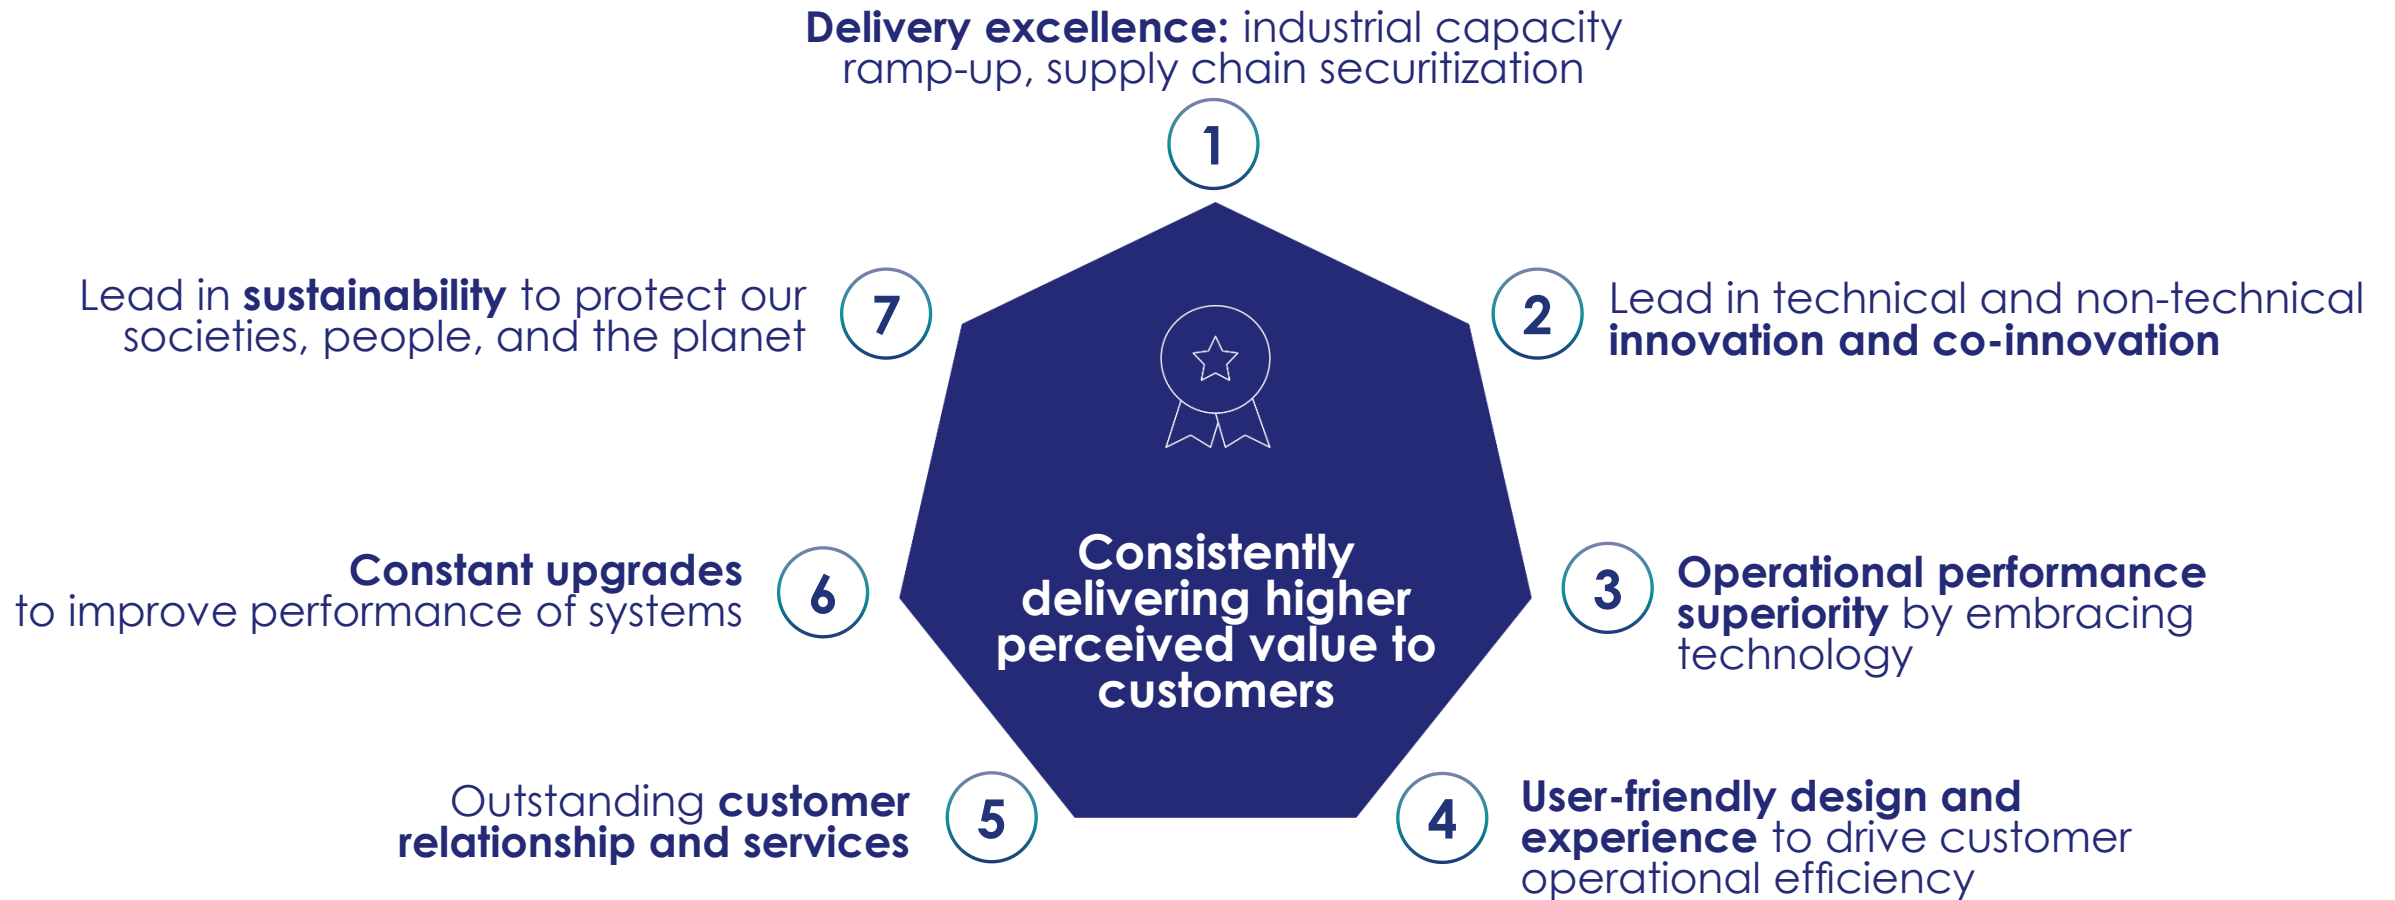 Delivery excellence: industrial capacity
ramp-up, supply chain securitization
1
2
Lead in technical and non-technical
innovation and co-innovation
3
Operational performance
superiority by embracing
technology
4
User-friendly design and
experience to drive customer
operational efficiency
5
Outstanding customer
relationship and services
6
Constant upgrades
to improve performance of systems
7
Lead in sustainability to protect our
societies, people, and the planet
Consistently
delivering higher
perceived value to
customers